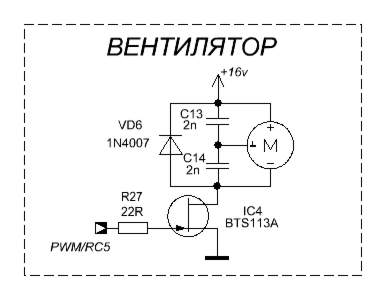 ВЕНТИЛЯТОР
+16v
C13
2n
VD6
1N4007
+
M
−
C14
2n
R27
22R
IC4
BTS113A
PWM/RC5